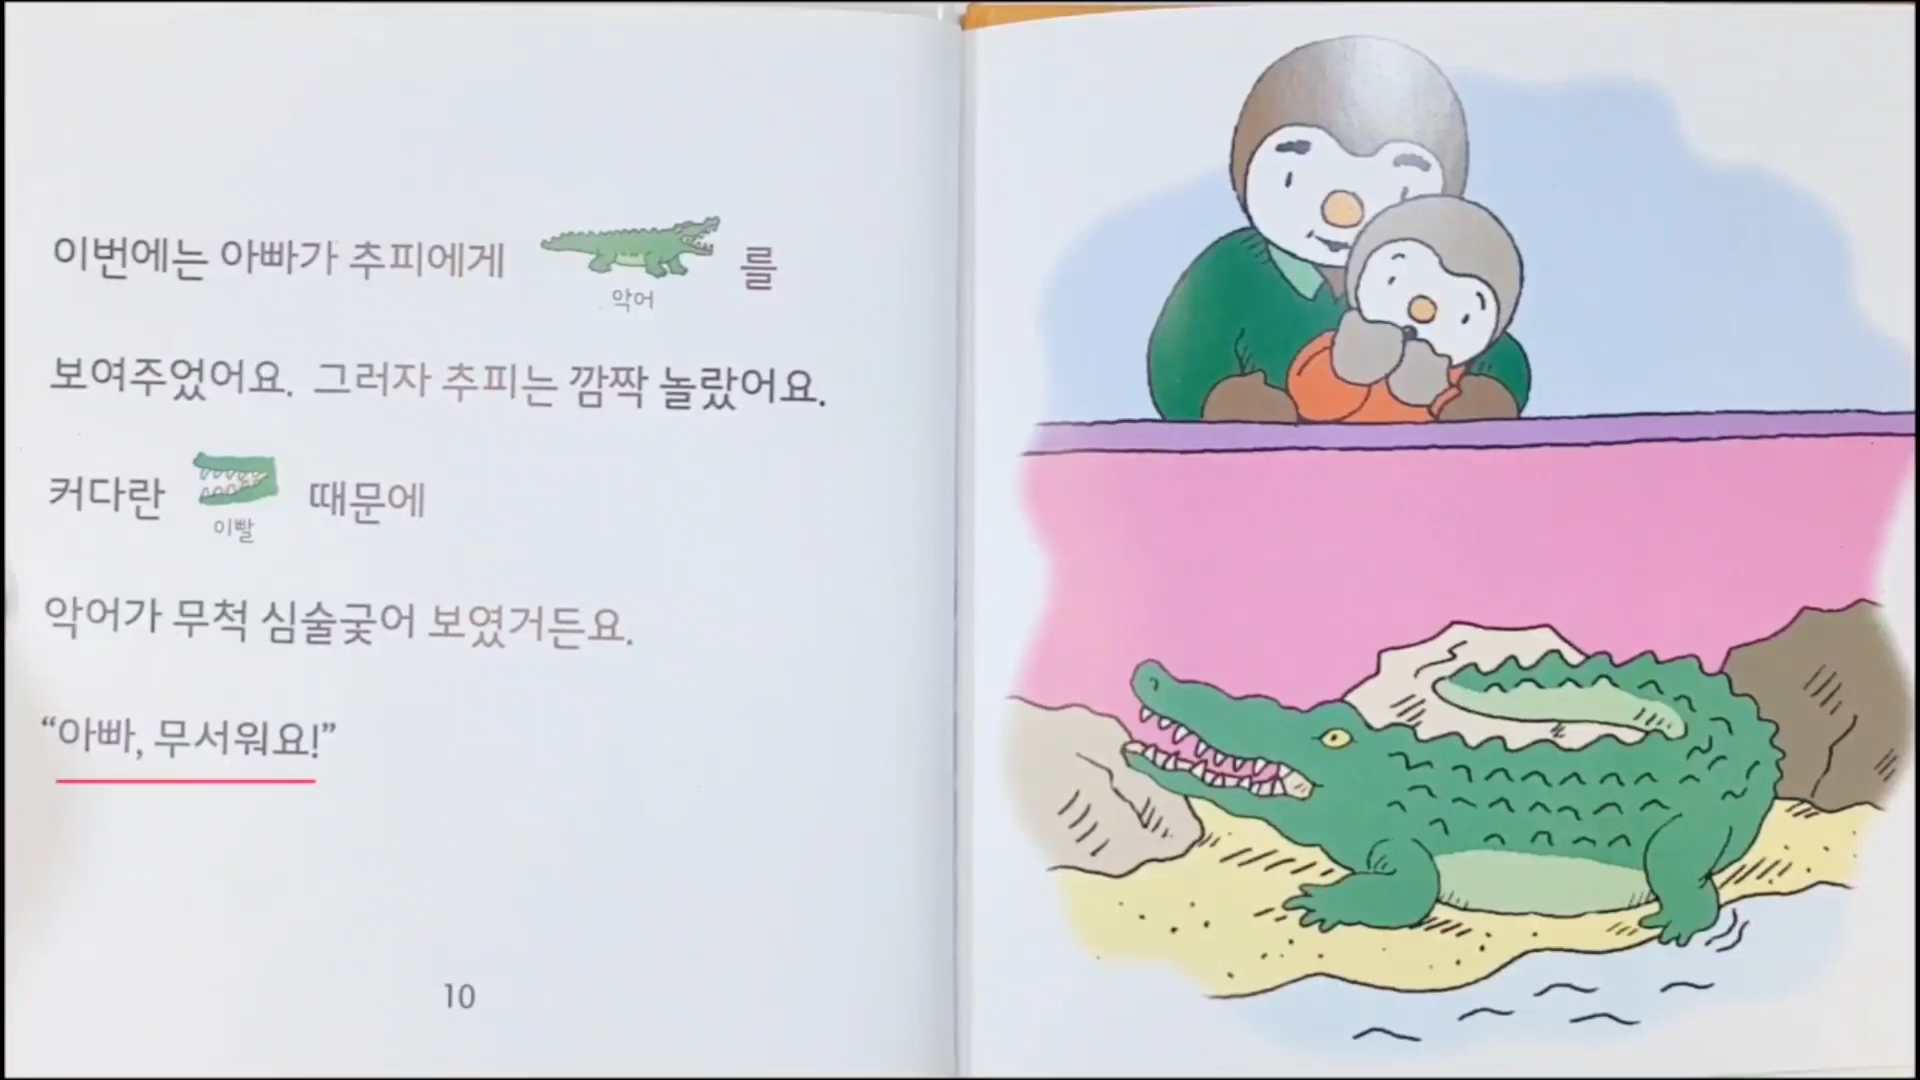 이번에는 아빠가 추피에게 악어 를
보여주었어요. 그러자 추피는 깜짝 놀랐어요.
커다란 이빨 때문에
악어가 무척 심술궂어 보였거든요.
“아빠, 무서워요!”
10